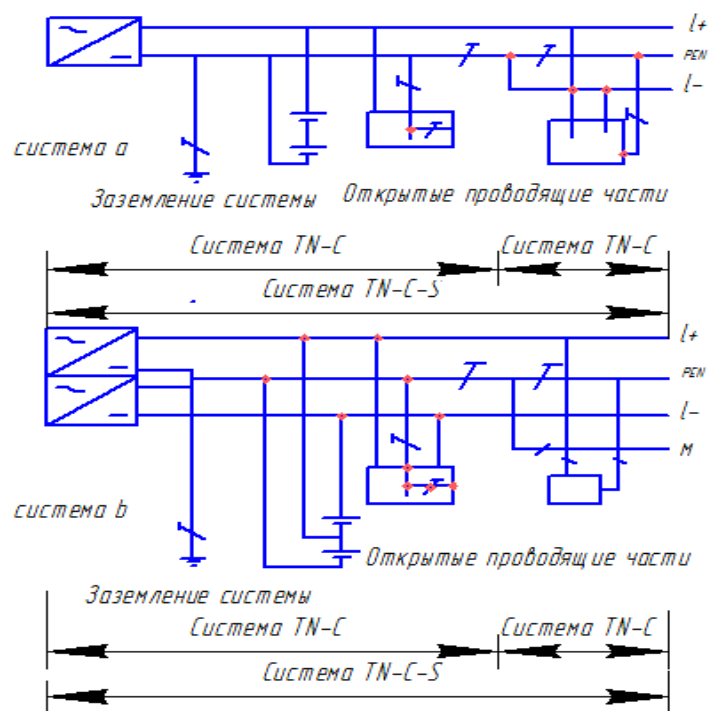 l+
PEN
l-
система а
Заземление системы
Открытые проводящие части
Система TN-C
Система TN-C
Система TN-C-S
l+
PEN
l-
M
система b
Открытые проводящие части
Заземление системы
Система TN-C
Система TN-C
Система TN-C-S